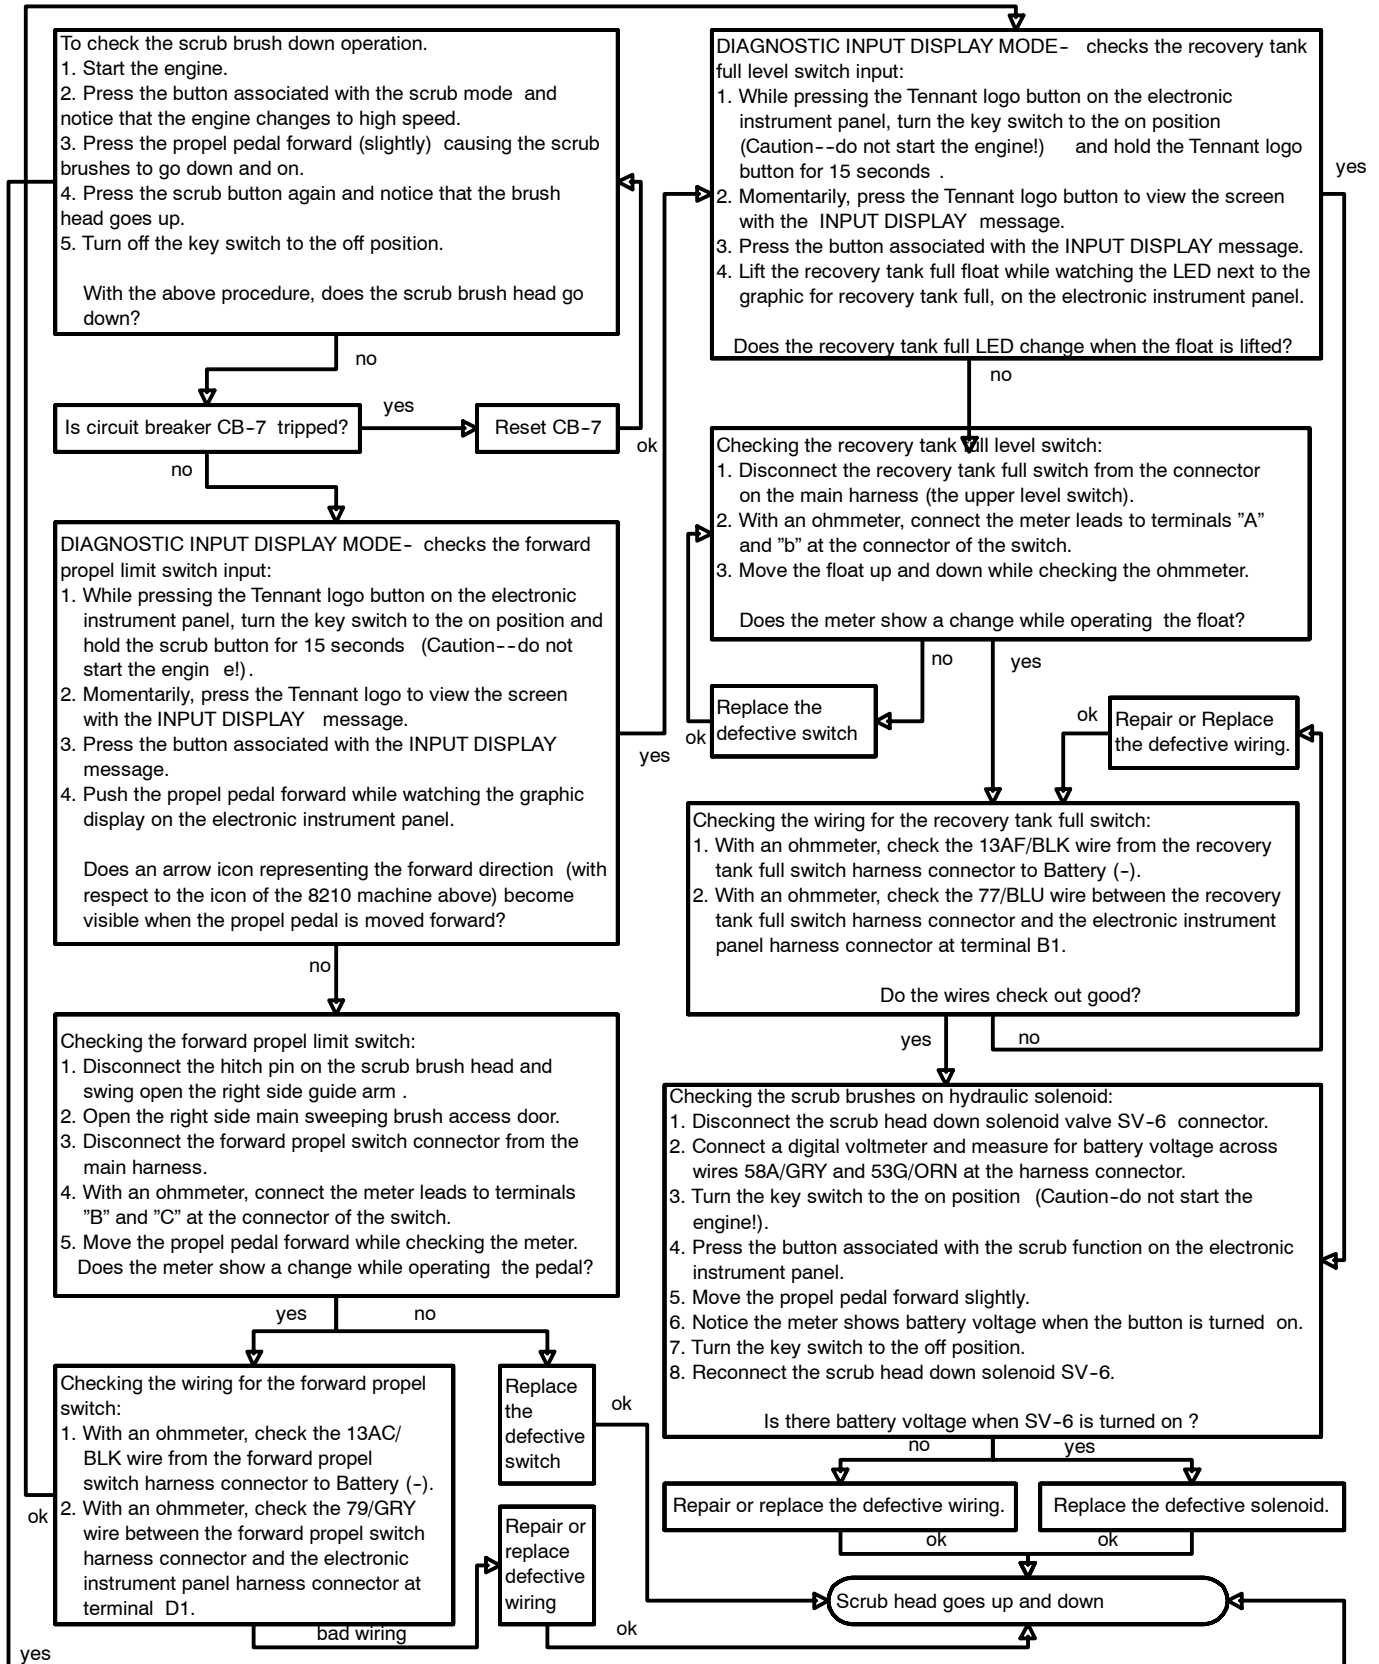 To check the scrub brush down operation.
1. Start the engine.
2. Press the button associated with the scrub mode and
notice that the engine changes to high speed.
3. Press the propel pedal forward (slightly) causing the scrub
brushes to go down and on.
4. Press the scrub button again and notice that the brush
head goes up.
5. Turn off the key switch to the off position.
With the above procedure, does the scrub brush head go
down?
no
Is circuit breaker CB-7 tripped?
yes
Reset CB-7
ok
no
DIAGNOSTIC INPUT DISPLAY MODE- checks the forward
propel limit switch input:
1. While pressing the Tennant logo button on the electronic
instrument panel, turn the key switch to the on position and
hold the scrub button for 15 seconds (Caution--do not
start the engin e!).
2. Momentarily, press the Tennant logo to view the screen
with the INPUT DISPLAY message.
3. Press the button associated with the INPUT DISPLAY
message.
4. Push the propel pedal forward while watching the graphic
display on the electronic instrument panel.
Does an arrow icon representing the forward direction (with
respect to the icon of the 8210 machine above) become
visible when the propel pedal is moved forward?
yes
no
Checking the forward propel limit switch:
1. Disconnect the hitch pin on the scrub brush head and
swing open the right side guide arm .
2. Open the right side main sweeping brush access door.
3. Disconnect the forward propel switch connector from the
main harness.
4. With an ohmmeter, connect the meter leads to terminals
”B” and ”C” at the connector of the switch.
5. Move the propel pedal forward while checking the meter.
Does the meter show a change while operating the pedal?
yes
no
Checking the wiring for the forward propel
switch:
1. With an ohmmeter, check the 13AC/
BLK wire from the forward propel
switch harness connector to Battery (-).
2. With an ohmmeter, check the 79/GRY
wire between the forward propel switch
harness connector and the electronic
instrument panel harness connector at
terminal D1.
ok
bad wiring
yes
Replace
the
defective
switch
ok
Repair or
replace
defective
wiring
ok
DIAGNOSTIC INPUT DISPLAY MODE- checks the recovery tank
full level switch input:
1. While pressing the Tennant logo button on the electronic
instrument panel, turn the key switch to the on position
(Caution--do not start the engine!) and hold the Tennant logo
button for 15 seconds .
2. Momentarily, press the Tennant logo button to view the screen
with the INPUT DISPLAY message.
3. Press the button associated with the INPUT DISPLAY message.
4. Lift the recovery tank full float while watching the LED next to the
graphic for recovery tank full, on the electronic instrument panel.
Does the recovery tank full LED change when the float is lifted?
yes
no
Checking the recovery tank full level switch:
1. Disconnect the recovery tank full switch from the connector
on the main harness (the upper level switch).
2. With an ohmmeter, connect the meter leads to terminals ”A”
and ”b” at the connector of the switch.
3. Move the float up and down while checking the ohmmeter.
Does the meter show a change while operating the float?
no
yes
Replace the
defective switch
ok
ok
Repair or Replace
the defective wiring.
Checking the wiring for the recovery tank full switch:
1. With an ohmmeter, check the 13AF/BLK wire from the recovery
tank full switch harness connector to Battery (-).
2. With an ohmmeter, check the 77/BLU wire between the recovery
tank full switch harness connector and the electronic instrument
panel harness connector at terminal B1.
Do the wires check out good?
yes
no
Checking the scrub brushes on hydraulic solenoid:
1. Disconnect the scrub head down solenoid valve SV-6 connector.
2. Connect a digital voltmeter and measure for battery voltage across
wires 58A/GRY and 53G/ORN at the harness connector.
3. Turn the key switch to the on position (Caution-do not start the
engine!).
4. Press the button associated with the scrub function on the electronic
instrument panel.
5. Move the propel pedal forward slightly.
6. Notice the meter shows battery voltage when the button is turned on.
7. Turn the key switch to the off position.
8. Reconnect the scrub head down solenoid SV-6.
Is there battery voltage when SV-6 is turned on ?
no
yes
Repair or replace the defective wiring.
Replace the defective solenoid.
ok
ok
Scrub head goes up and down